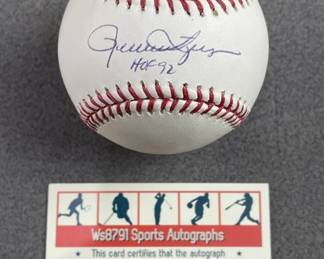 HOF 92
Ws8791 Sports Autographs
This card certifies that the autograph